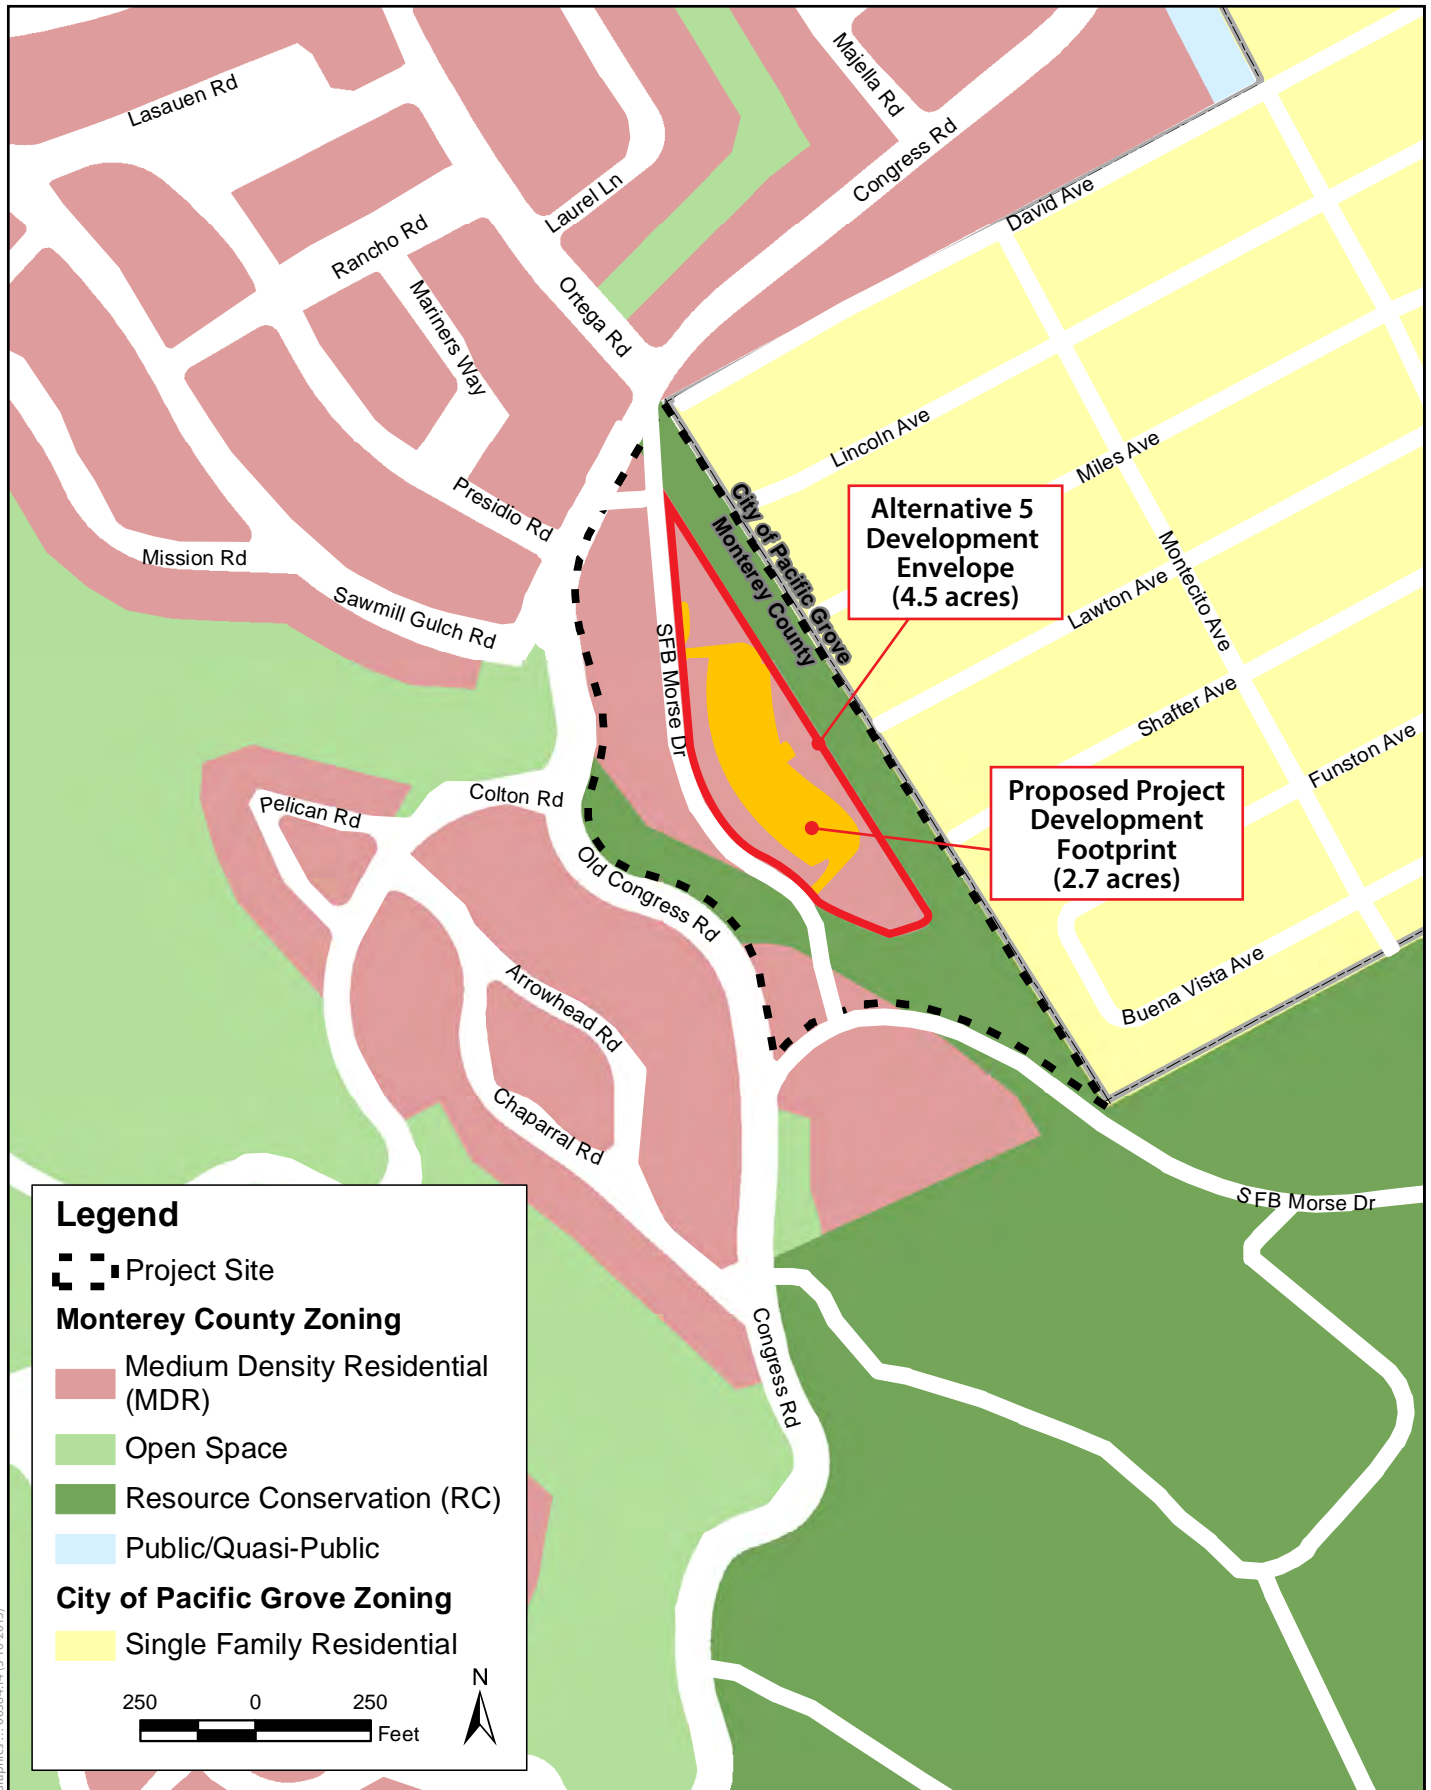 Lasauen Rd
Majella Rd
Congress Rd
David Ave
Laurel Ln
Rancho Rd
Mariners Way
Ortega Rd
Lincoln Ave
Miles Ave
Presidio Rd
City of Pacific Grove
Monterey County
Alternative 5
Development
Envelope
(4.5 acres)
Mission Rd
Montecito Ave
Lawton Ave
Sawmill Gulch Rd
SFB Morse Dr
Shafter Ave
Funston Ave
Pelican Rd
Colton Rd
Proposed Project
Development
Footprint
(2.7 acres)
Old Congress Rd
Buena Vista Ave
Arrowhead Rd
Chaparral Rd
SFB Morse Dr
Congress Rd
Legend
Project Site
Monterey County Zoning
Medium Density Residential
(MDR)
Open Space
Resource Conservation (RC)
Public/Quasi-Public
City of Pacific Grove Zoning
Single Family Residential
N
250 0 250
Feet